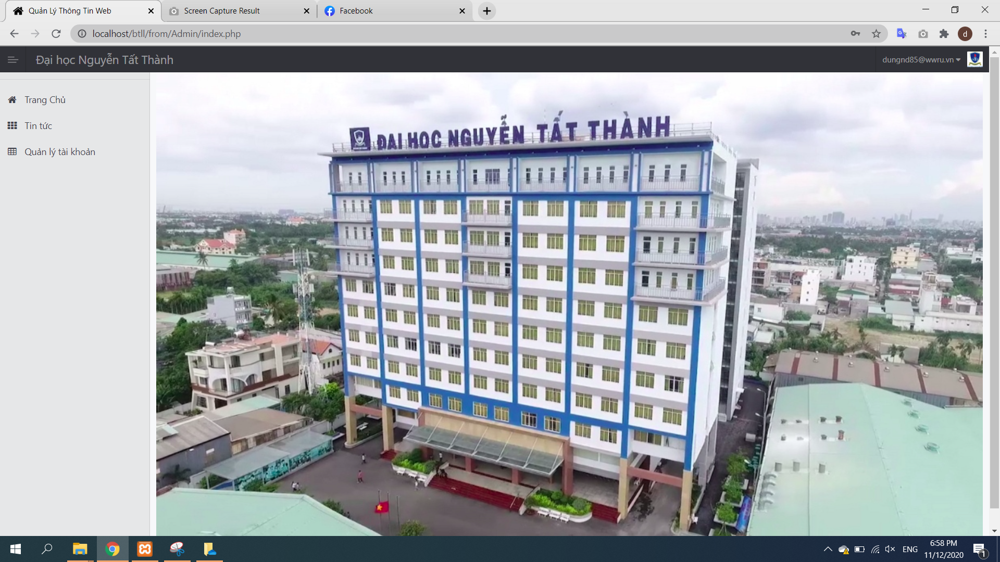 Quản Lý Thông Tin Web
Screen Capture Result
Facebook
localhost/btll/from/Admin/index.php
d
Đại học Nguyễn Tất Thành
dungnd85@wwru.vn
Trang Chủ
Tin tức
Quản lý tài khoản
ĐẠI HỌC NGUYỄN TẤT THÀNH
ENG
6:58 PM
11/12/2020
1